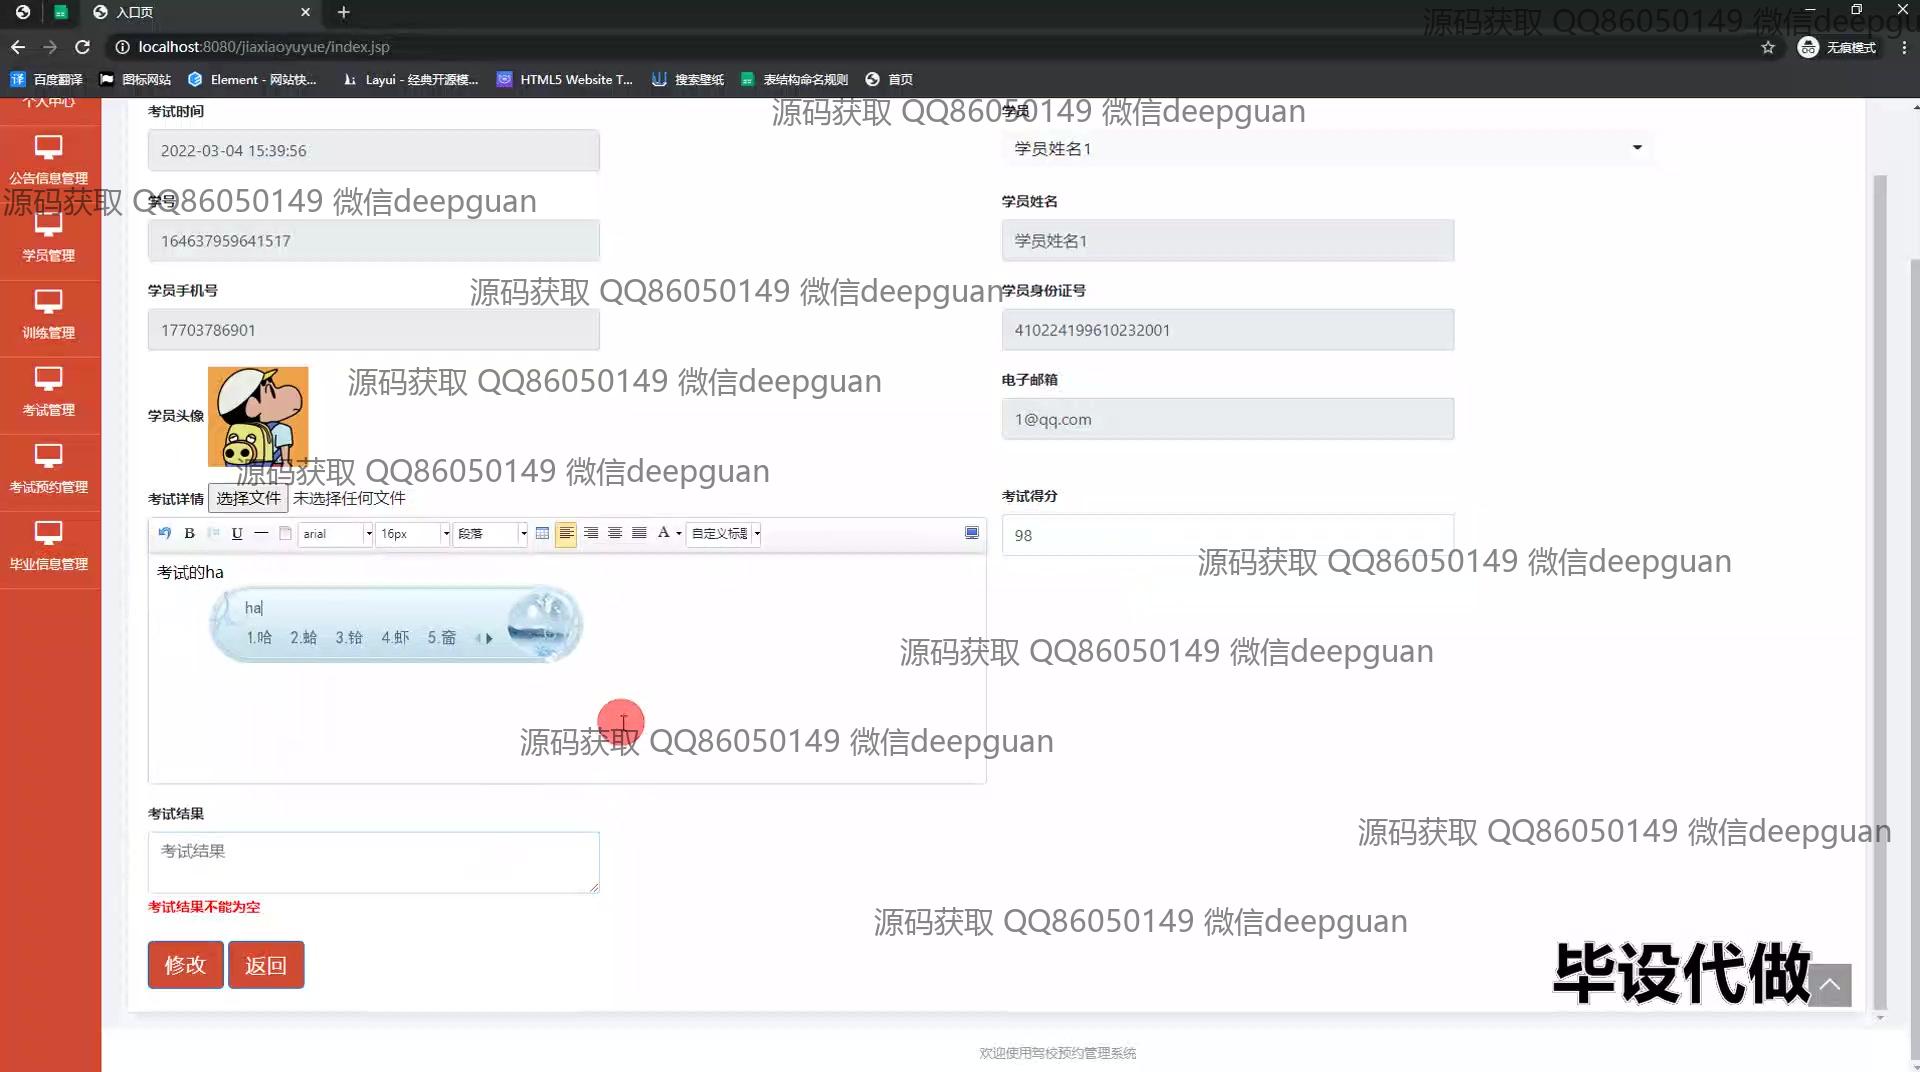 入口页
源码获取 QQ86050149 微信deepgu
localhost:8080/jiaxiaoyuyue/index.jsp
无痕模式
百度翻译 图标网站 Element - 网站快... Layui - 经典开源模... HTML5 Website T... 搜索壁纸 表结构命名规则 首页
个人中心
考试时间
学员
源码获取 QQ86050149 微信deepguan
2022-03-04 15:39:56
学员姓名1
公告信息管理
学号
学员姓名
源码获取 QQ86050149 微信deepguan
164637959641517
学员姓名1
学员管理
学员手机号
学员身份证号
源码获取 QQ86050149 微信deepguan
17703786901
410224199610232001
训练管理
源码获取 QQ86050149 微信deepguan
电子邮箱
学员头像
1@qq.com
考试管理
源码获取 QQ86050149 微信deepguan
考试预约管理
考试详情 选择文件 未选择任何文件
考试得分
B U arial 16px 段落 A 自定义标题
98
源码获取 QQ86050149 微信deepguan
毕业信息管理
考试的ha
ha
1.哈 2.蛤 3.铪 4.虾 5.奤
源码获取 QQ86050149 微信deepguan
源码获取 QQ86050149 微信deepguan
考试结果
考试结果
源码获取 QQ86050149 微信deepguan
考试结果不能为空
源码获取 QQ86050149 微信deepguan
修改 返回
毕设代做
欢迎使用驾校预约管理系统